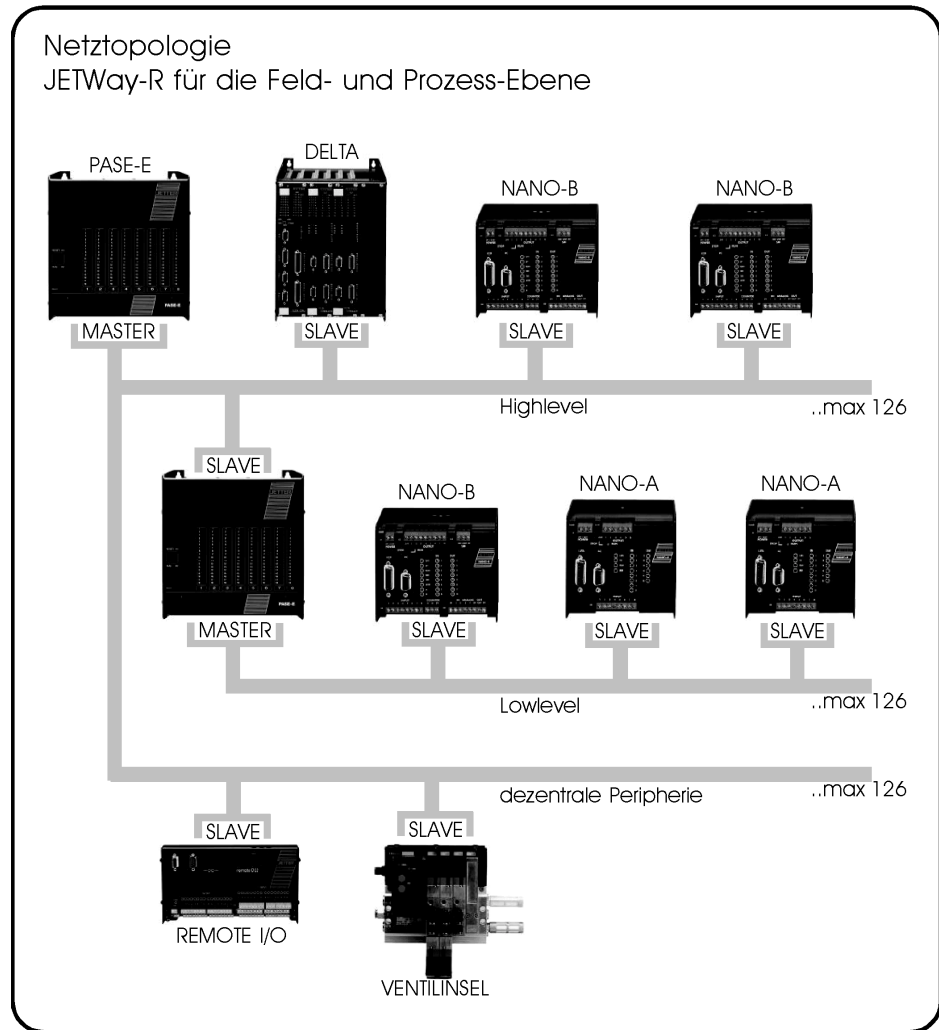 Netztopologie
JETWay-R für die Feld- und Prozess-Ebene
PASE-E
DELTA
NANO-B
NANO-B
MASTER
SLAVE
SLAVE
SLAVE
Highlevel
..max 126
SLAVE
NANO-B
NANO-A
NANO-A
MASTER
SLAVE
SLAVE
SLAVE
Lowlevel
..max 126
dezentrale Peripherie
..max 126
SLAVE
SLAVE
REMOTE I/O
VENTILINSEL